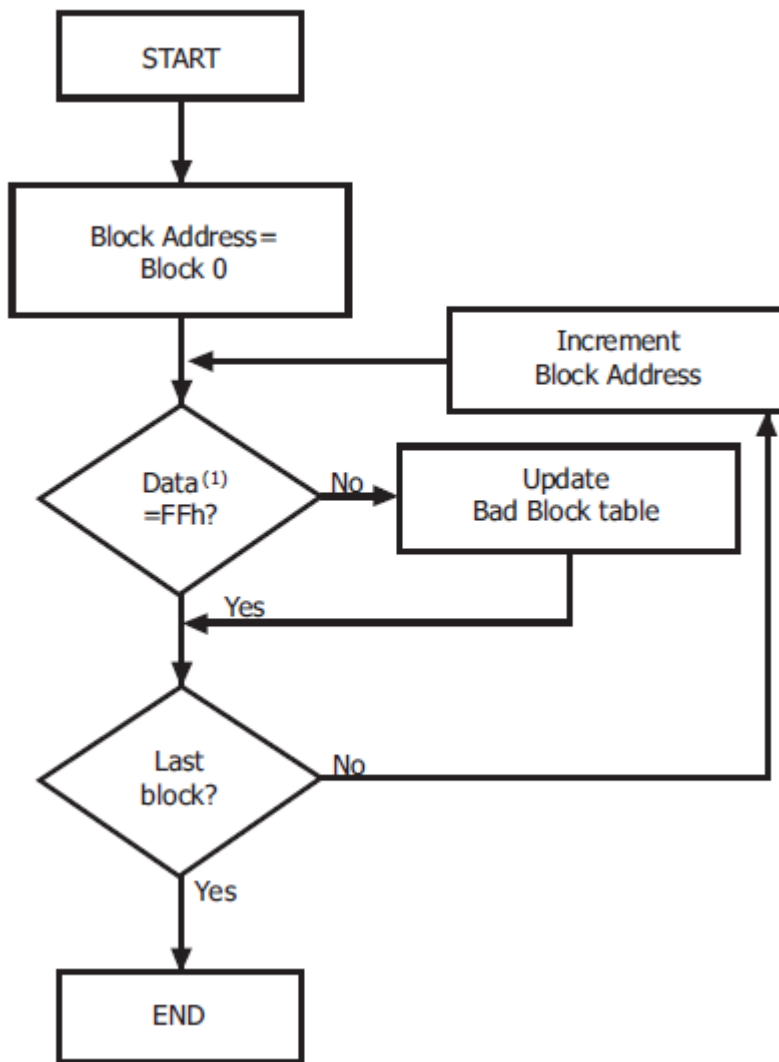 START
Block Address=
Block 0
Increment
Block Address
Data(1)
=FFh?
No
Update
Bad Block table
Yes
Last
block?
No
Yes
END